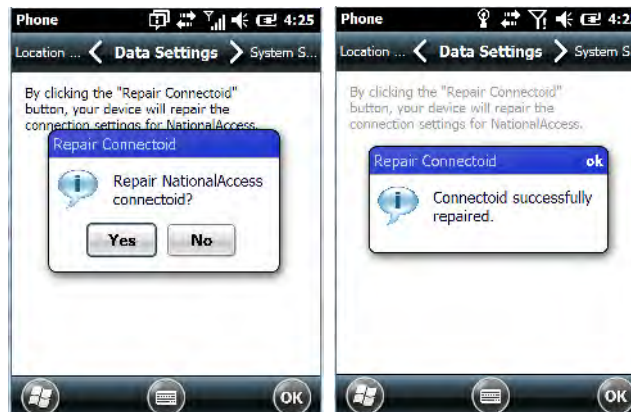 Phone 4:25
Location ... Data Settings System S...
By clicking the "Repair Connectoid"
button, your device will repair the
connection settings for NationalAccess.
Repair Connectoid
Repair NationalAccess
connectoid?
Yes No
OK
Phone 4:2
Location ... Data Settings System S
By clicking the "Repair Connectoid"
button, your device will repair the
connection settings for NationalAccess.
Repair Connectoid ok
Connectoid successfully
repaired.
OK